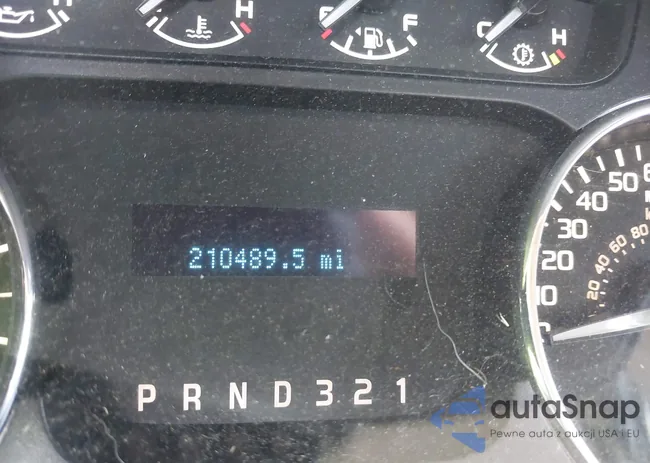 H
E F
C H
210489.5 mi
P R N D 3 2 1
0 10 20 30 40 50
20 40 60 80
autaSnap
Pewne auta z aukcji USA i EU